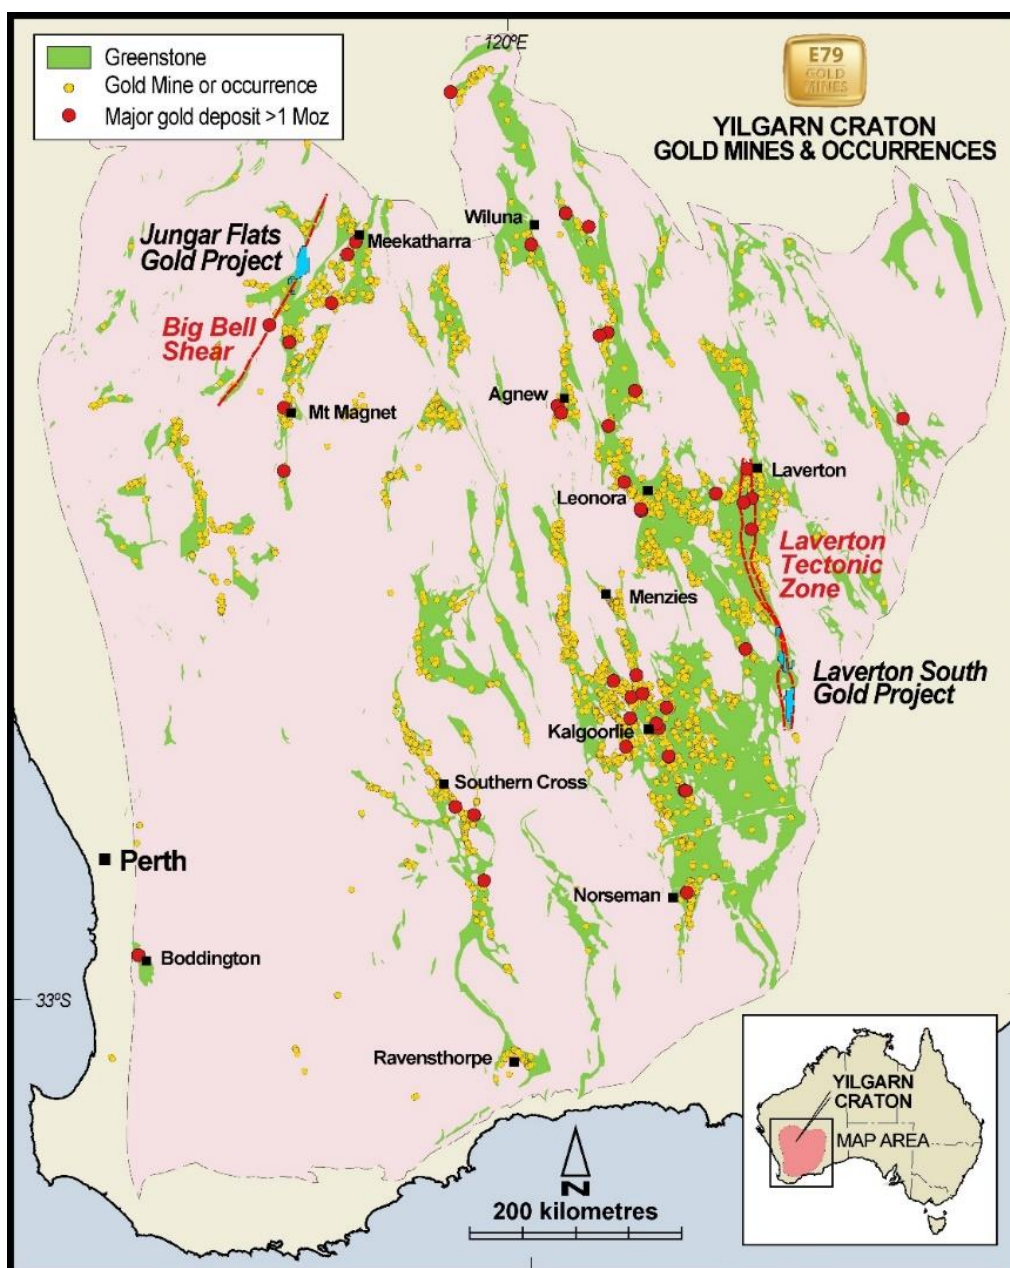 Greenstone
Gold Mine or occurrence
Major gold deposit >1 Moz
120ºE
E79
GOLD
MINES
YILGARN CRATON
GOLD MINES & OCCURRENCES
Wiluna
Meekatharra
Jungar Flats
Gold Project
Big Bell
Shear
Agnew
Mt Magnet
Laverton
Leonora
Laverton
Tectonic
Zone
Menzies
Laverton South
Gold Project
Kalgoorlie
Southern Cross
Perth
Norseman
Boddington
33ºS
Ravensthorpe
YILGARN
CRATON
MAP AREA
N
200 kilometres